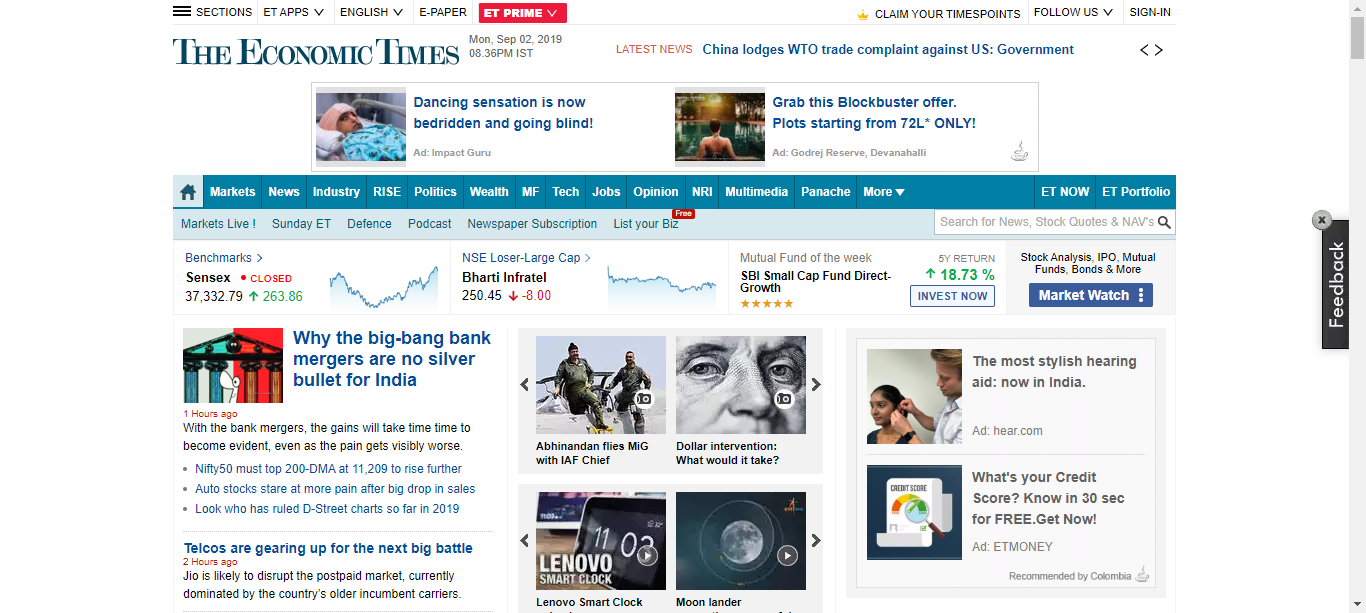 SECTIONS
ET APPS
ENGLISH
E-PAPER
ET PRIME
CLAIM YOUR TIMESPOINTS
FOLLOW US
SIGN-IN
THE ECONOMIC TIMES
Mon, Sep 02, 2019
08.36PM IST
LATEST NEWS
China lodges WTO trade complaint against US: Government
Dancing sensation is now
bedridden and going blind!
Ad: Impact Guru
Grab this Blockbuster offer.
Plots starting from 72L* ONLY!
Ad: Godrej Reserve, Devanahalli
Markets
News
Industry
RISE
Politics
Wealth
MF
Tech
Jobs
Opinion
NRI
Multimedia
Panache
More
ET NOW
ET Portfolio
Markets Live !
Sunday ET
Defence
Podcast
Newspaper Subscription
List your Biz
Free
Search for News, Stock Quotes & NAV's
x
Feedback
Benchmarks
Sensex
CLOSED
37,332.79
263.86
NSE Loser-Large Cap
Bharti Infratel
250.45
-8.00
Mutual Fund of the week
SBI Small Cap Fund Direct-
Growth
5Y RETURN
18.73 %
INVEST NOW
Stock Analysis, IPO, Mutual
Funds, Bonds & More
Market Watch
Why the big-bang bank
mergers are no silver
bullet for India
1 Hours ago
With the bank mergers, the gains will take time time to
become evident, even as the pain gets visibly worse.
Nifty50 must top 200-DMA at 11,209 to rise further
Auto stocks stare at more pain after big drop in sales
Look who has ruled D-Street charts so far in 2019
Telcos are gearing up for the next big battle
2 Hours ago
Jio is likely to disrupt the postpaid market, currently
dominated by the country's older incumbent carriers.
Abhinandan flies MiG
with IAF Chief
Dollar intervention:
What would it take?
11 03
LENOVO
SMART CLOCK
Lenovo Smart Clock
Moon lander
The most stylish hearing
aid: now in India.
Ad: hear.com
CREDIT SCORE
What's your Credit
Score? Know in 30 sec
for FREE.Get Now!
Ad: ETMONEY
Recommended by Colombia